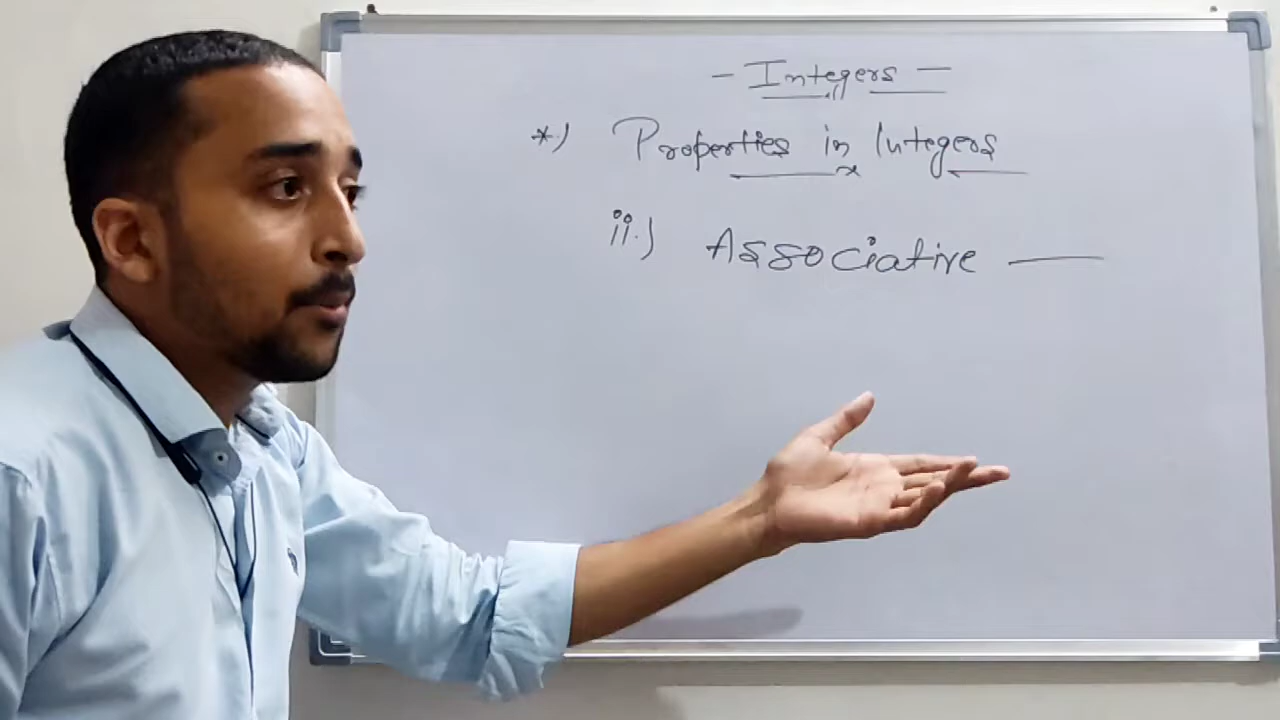 - Integers -
*.) Properties in Integers
ii.) Associative —